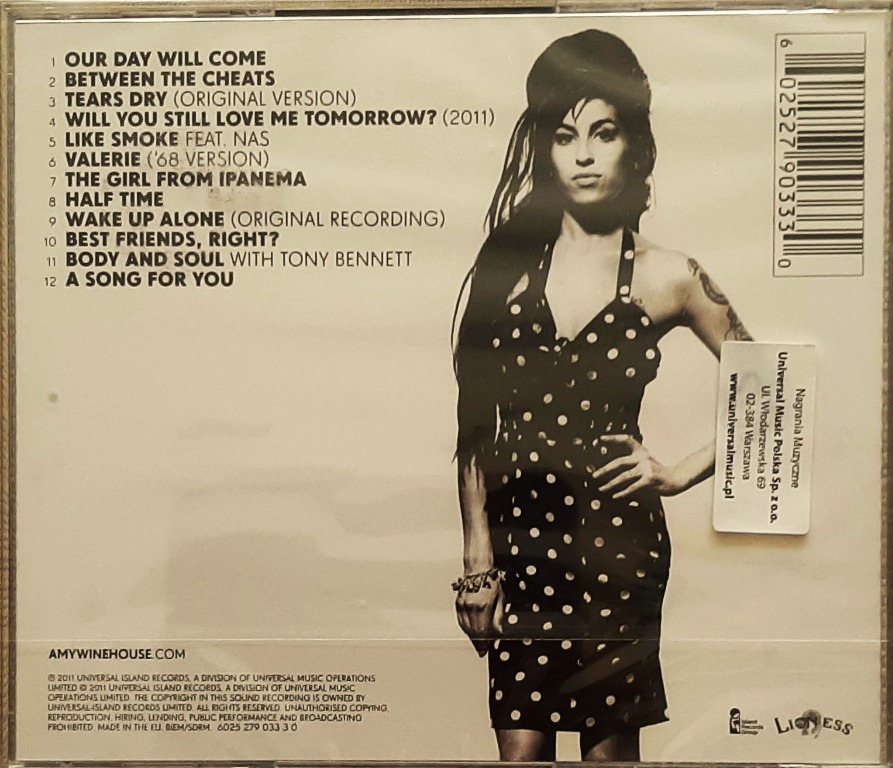 1 OUR DAY WILL COME
2 BETWEEN THE CHEATS
3 TEARS DRY (ORIGINAL VERSION)
4 WILL YOU STILL LOVE ME TOMORROW? (2011)
5 LIKE SMOKE FEAT. NAS
6 VALERIE ('68 VERSION)
7 THE GIRL FROM IPANEMA
8 HALF TIME
9 WAKE UP ALONE (ORIGINAL RECORDING)
10 BEST FRIENDS, RIGHT?
11 BODY AND SOUL WITH TONY BENNETT
12 A SONG FOR YOU
6 02527 90333 0
Nagrania Muzyczne
Universal Music Polska Sp. z o.o.
Ul. Włodarzewska 69
02-384 Warszawa
www.universalmusic.pl
AMYWINEHOUSE.COM
℗ 2011 UNIVERSAL ISLAND RECORDS, A DIVISION OF UNIVERSAL MUSIC OPERATIONS
LIMITED © 2011 UNIVERSAL ISLAND RECORDS, A DIVISION OF UNIVERSAL MUSIC
OPERATIONS LIMITED. THE COPYRIGHT IN THIS SOUND RECORDING IS OWNED BY
UNIVERSAL-ISLAND RECORDS LIMITED. ALL RIGHTS RESERVED. UNAUTHORISED COPYING,
REPRODUCTION, HIRING, LENDING, PUBLIC PERFORMANCE AND BROADCASTING
PROHIBITED. MADE IN THE EU. BIEM/SDRM. 6025 279 033 3 0
Island
Records
Group
LIONESS